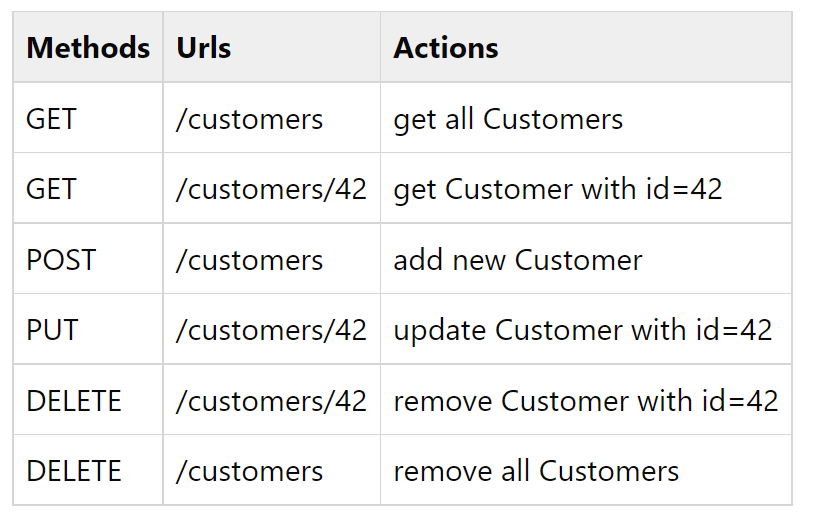 Methods Urls Actions
GET /customers get all Customers
GET /customers/42 get Customer with id=42
POST /customers add new Customer
PUT /customers/42 update Customer with id=42
DELETE /customers/42 remove Customer with id=42
DELETE /customers remove all Customers